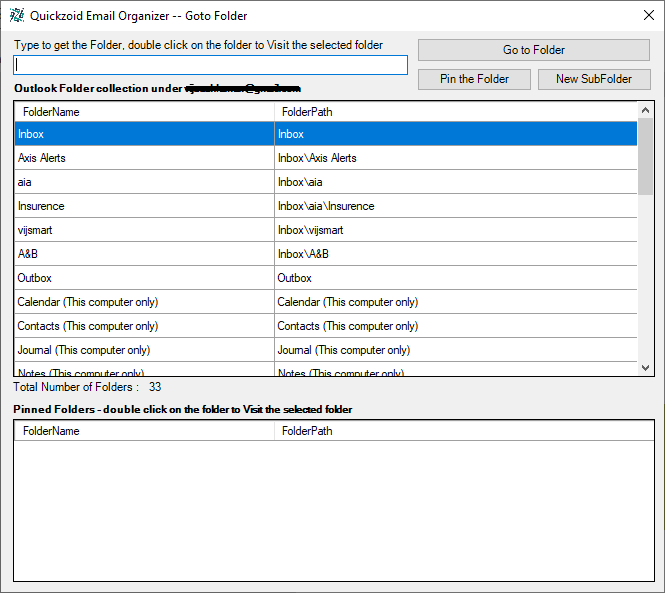 Quickzoid Email Organizer -- Goto Folder
Type to get the Folder, double click on the folder to Visit the selected folder
Go to Folder
Pin the Folder
New SubFolder
Outlook Folder collection under
FolderName FolderPath
Inbox Inbox
Axis Alerts Inbox\Axis Alerts
aia Inbox\aia
Insurence Inbox\aia\Insurence
vijsmart Inbox\vijsmart
A&B Inbox\A&B
Outbox Outbox
Calendar (This computer only) Calendar (This computer only)
Contacts (This computer only) Contacts (This computer only)
Journal (This computer only) Journal (This computer only)
Notes (This computer only) Notes (This computer only)
Total Number of Folders : 33
Pinned Folders - double click on the folder to Visit the selected folder
FolderName FolderPath